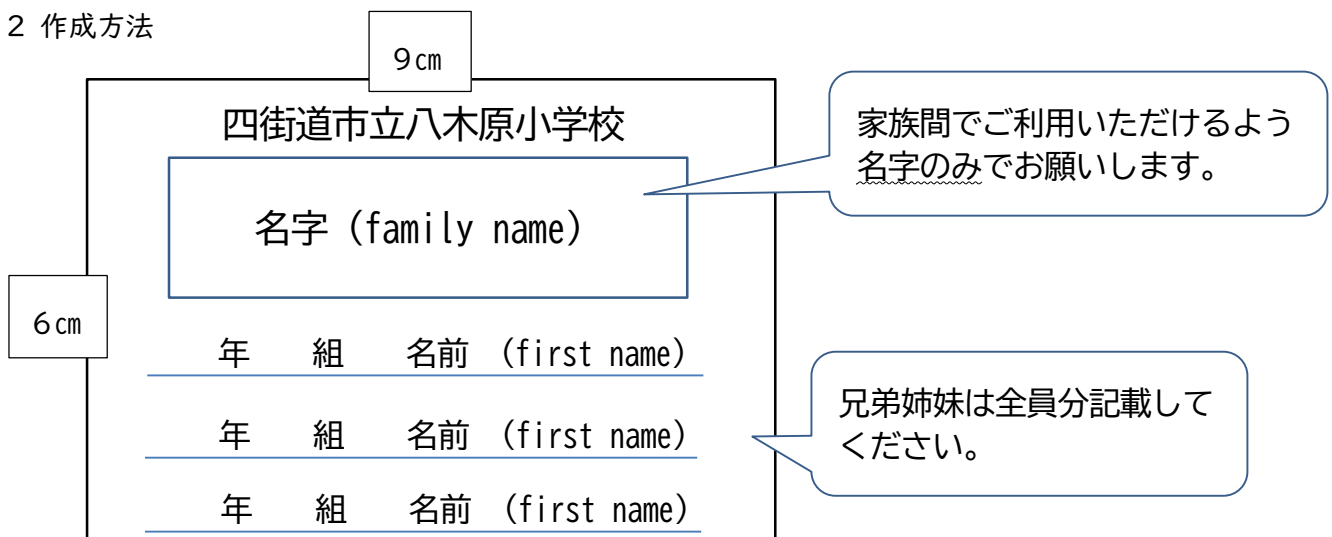 ２ 作成方法
９㎝
四街道市立八木原小学校
家族間でご利用いただけるよう
名字のみでお願いします。
名字（family name）
６㎝
年　組　名前（first name）
兄弟姉妹は全員分記載して
ください。
年　組　名前（first name）
年　組　名前（first name）